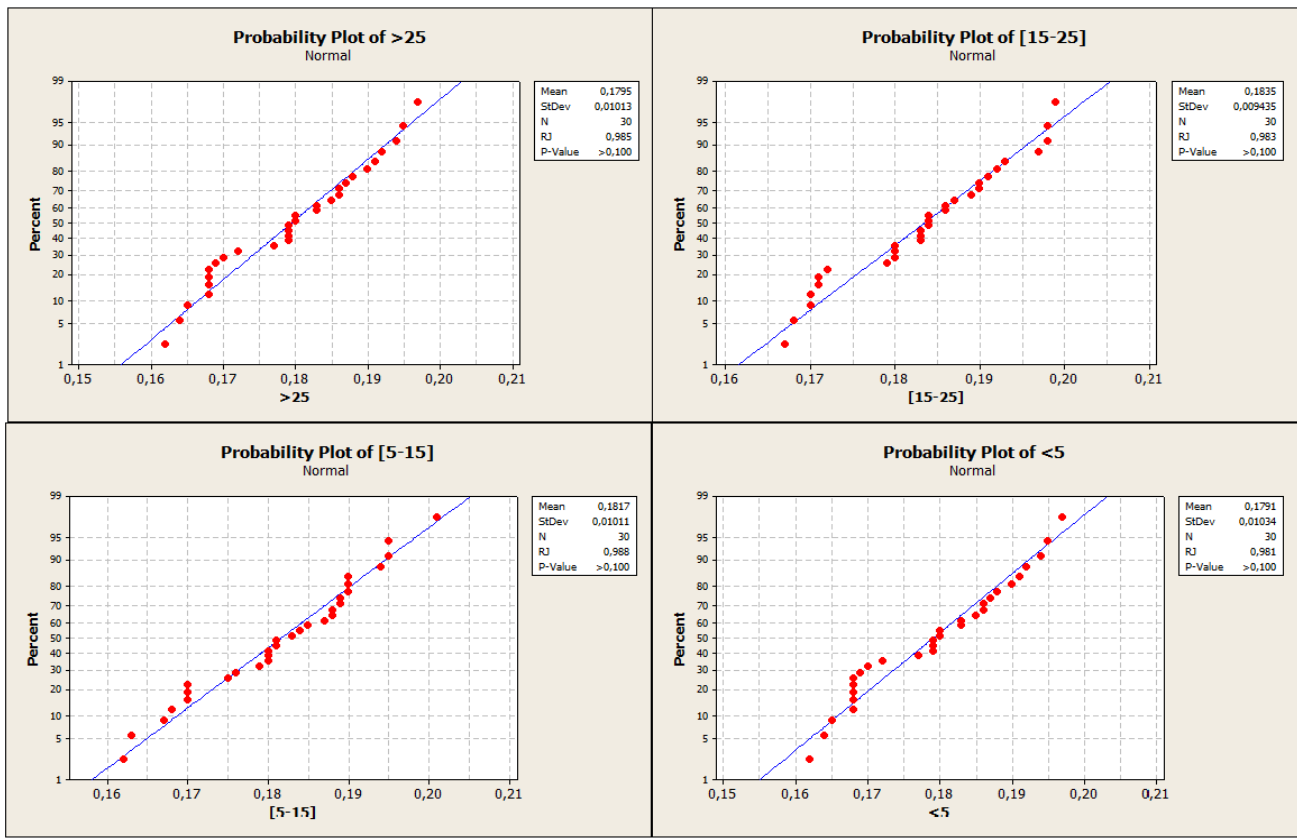 Probability Plot of >25
Normal
99
95
90
80
70
60
50
40
30
20
10
5
1
Percent
0,15 0,16 0,17 0,18 0,19 0,20 0,21
>25
Mean 0,1795
StDev 0,01013
N 30
RJ 0,985
P-Value >0,100
Probability Plot of [15-25]
Normal
99
95
90
80
70
60
50
40
30
20
10
5
1
Percent
0,16 0,17 0,18 0,19 0,20 0,21
[15-25]
Mean 0,1835
StDev 0,009435
N 30
RJ 0,983
P-Value >0,100
Probability Plot of [5-15]
Normal
99
95
90
80
70
60
50
40
30
20
10
5
1
Percent
0,16 0,17 0,18 0,19 0,20 0,21
[5-15]
Mean 0,1817
StDev 0,01011
N 30
RJ 0,988
P-Value >0,100
Probability Plot of <5
Normal
99
95
90
80
70
60
50
40
30
20
10
5
1
Percent
0,15 0,16 0,17 0,18 0,19 0,20 0,21
<5
Mean 0,1791
StDev 0,01034
N 30
RJ 0,981
P-Value >0,100